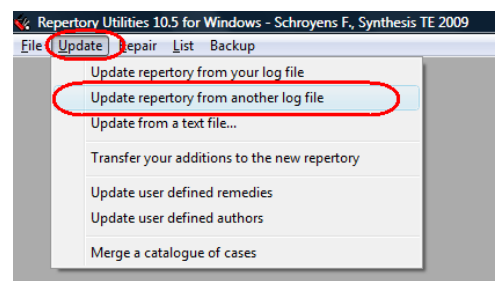 Repertory Utilities 10.5 for Windows - Schroyens F., Synthesis TE 2009
File Update Repair List Backup
Update repertory from your log file
Update repertory from another log file
Update from a text file...
Transfer your additions to the new repertory
Update user defined remedies
Update user defined authors
Merge a catalogue of cases